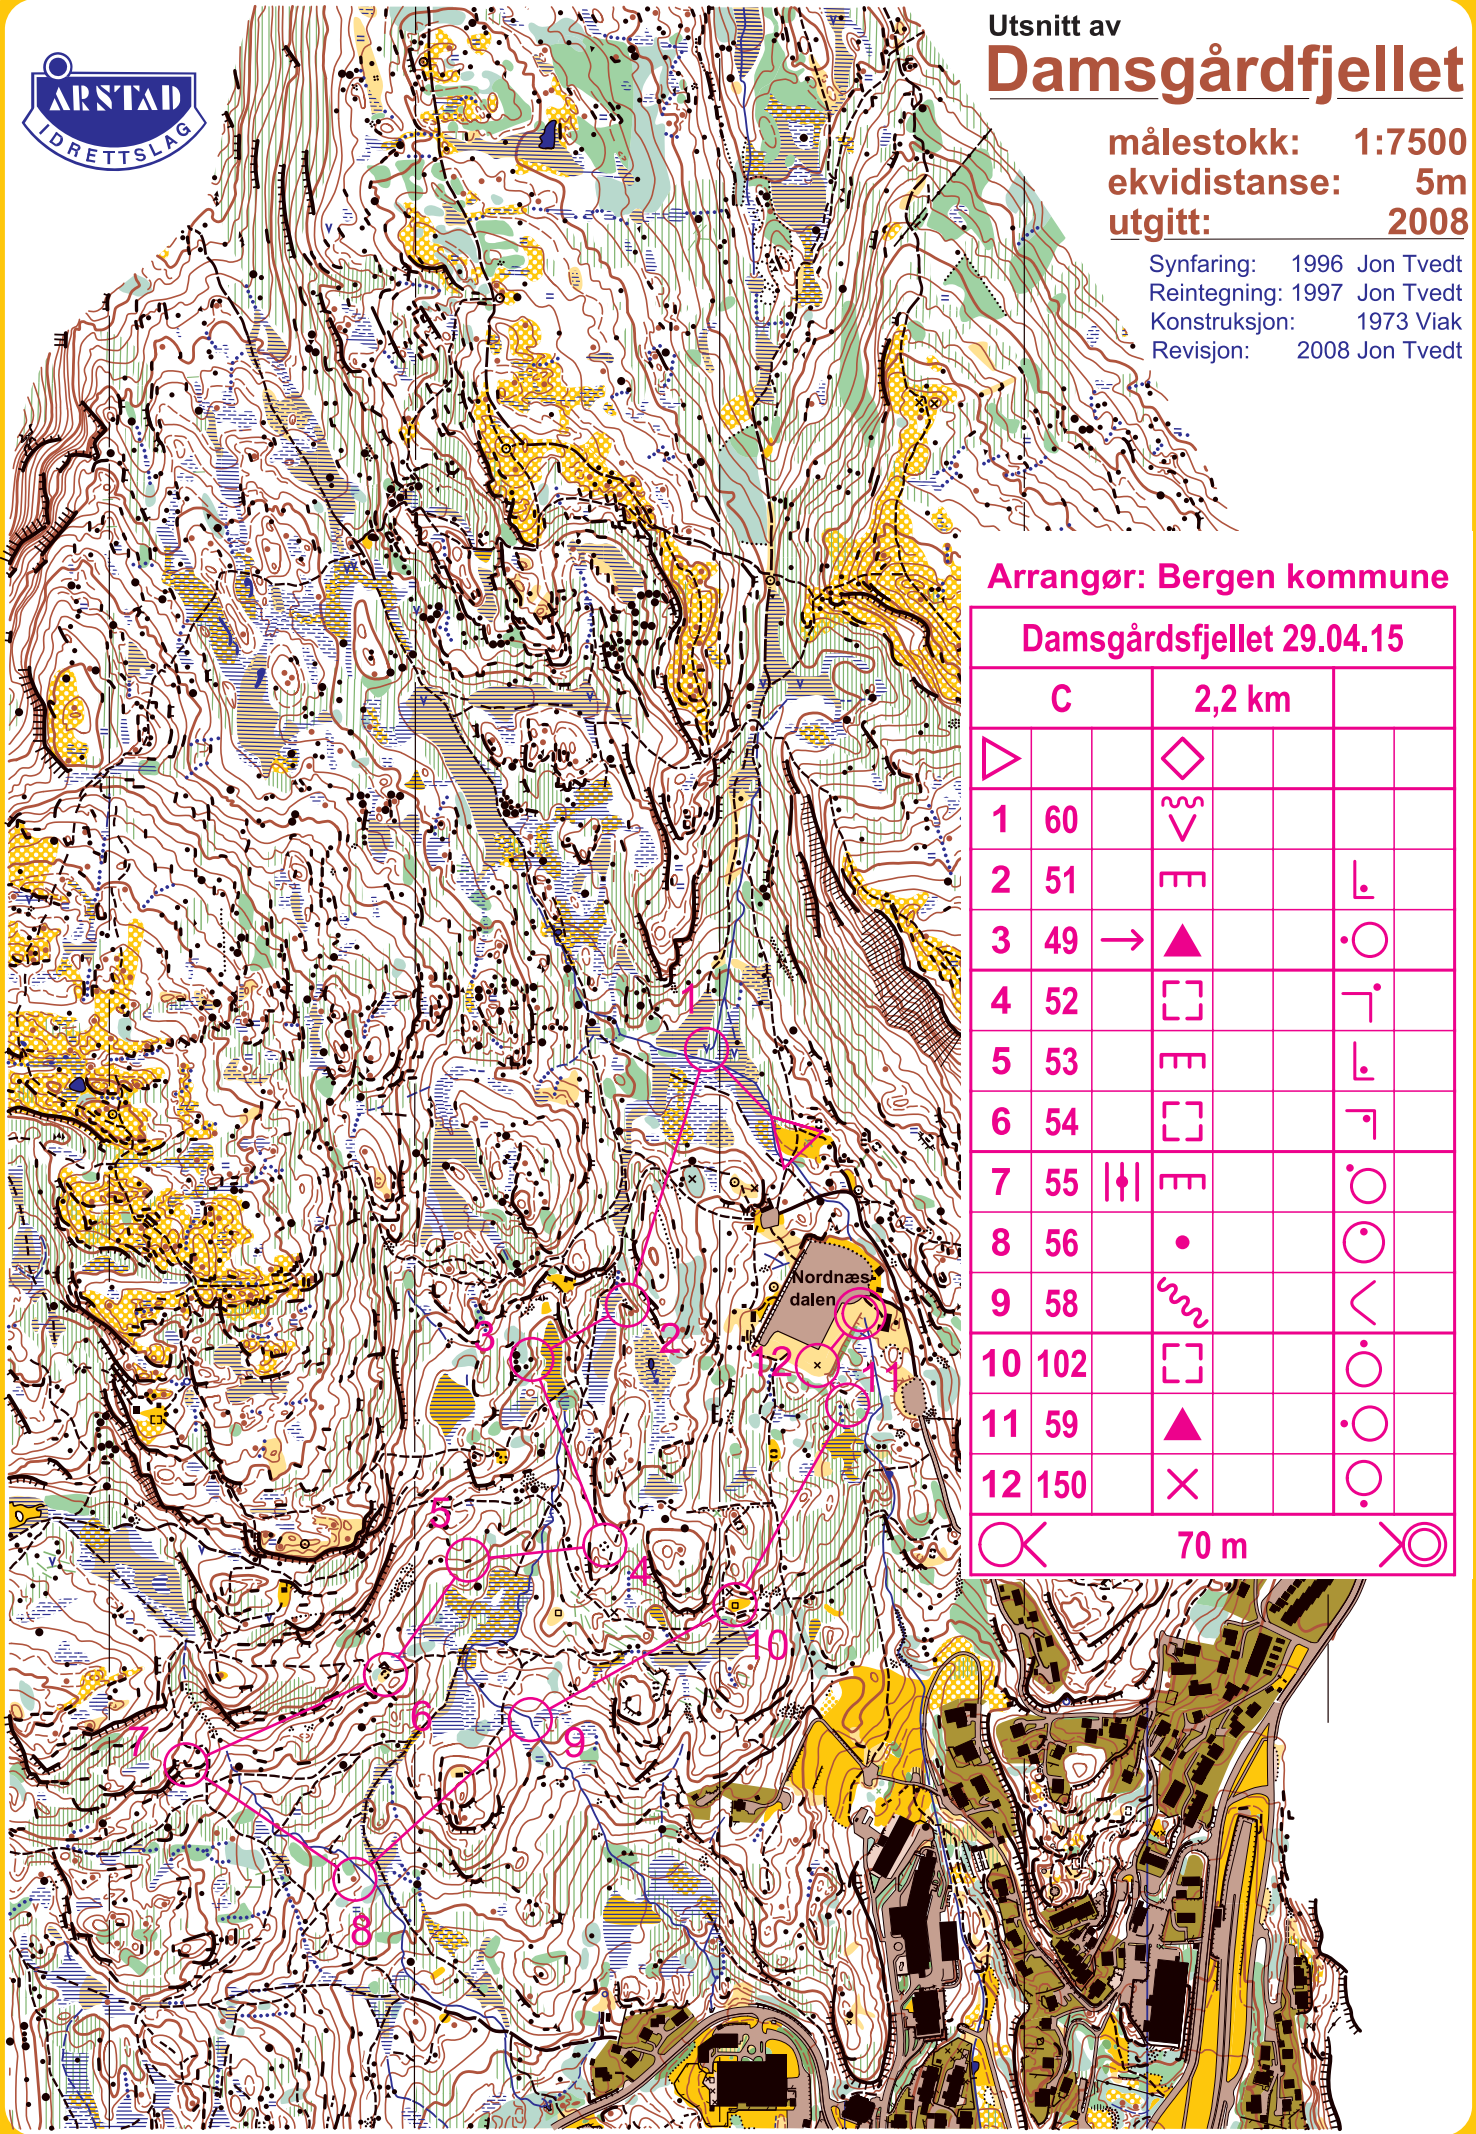 ÅRSTAD
IDRETTSLAG
Utsnitt av
Damsgårdfjellet
målestokk: 1:7500
ekvidistanse: 5m
utgitt: 2008
Synfaring: 1996 Jon Tvedt
Reintegning: 1997 Jon Tvedt
Konstruksjon: 1973 Viak
Revisjon: 2008 Jon Tvedt
Arrangør: Bergen kommune
Damsgårdsfjellet 29.04.15
C 2,2 km
1 60
2 51
3 49
4 52
5 53
6 54
7 55
8 56
9 58
10 102
11 59
12 150
70 m
1
Nordnæs
dalen
2
3
12
11
5
4
10
6
7
9
8